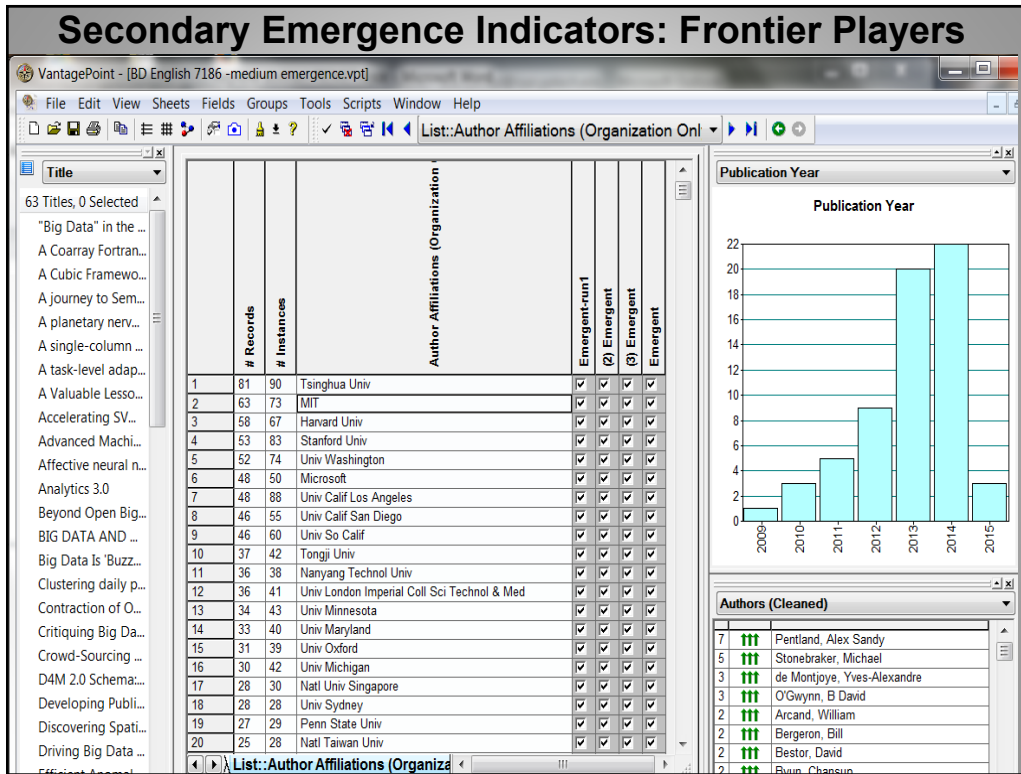 Secondary Emergence Indicators: Frontier Players
VantagePoint - [BD English 7186 -medium emergence.vpt]
File Edit View Sheets Fields Groups Tools Scripts Window Help
List::Author Affiliations (Organization Onl
Title
63 Titles, 0 Selected
"Big Data" in the ...
A Coarray Fortran...
A Cubic Framewo...
A journey to Sem...
A planetary nerv...
A single-column ...
A task-level adap...
A Valuable Lesso...
Accelerating SV...
Advanced Machi...
Affective neural n...
Analytics 3.0
Beyond Open Big...
BIG DATA AND ...
Big Data Is 'Buzz...
Clustering daily p...
Contraction of O...
Critiquing Big Da...
Crowd-Sourcing ...
D4M 2.0 Schema:...
Developing Publi...
Discovering Spati...
Driving Big Data ...
# Records
# Instances
Author Affiliations (Organization
Emergent-run1
(2) Emergent
(3) Emergent
Emergent
1 81 90 Tsinghua Univ
2 63 73 MIT
3 58 67 Harvard Univ
4 53 83 Stanford Univ
5 52 74 Univ Washington
6 48 50 Microsoft
7 48 88 Univ Calif Los Angeles
8 46 55 Univ Calif San Diego
9 46 60 Univ So Calif
10 37 42 Tongji Univ
11 36 38 Nanyang Technol Univ
12 36 41 Univ London Imperial Coll Sci Technol & Med
13 34 43 Univ Minnesota
14 33 40 Univ Maryland
15 31 39 Univ Oxford
16 30 42 Univ Michigan
17 28 30 Natl Univ Singapore
18 28 28 Univ Sydney
19 27 29 Penn State Univ
20 25 28 Natl Taiwan Univ
List::Author Affiliations (Organiza
Publication Year
Publication Year
22
20
18
16
14
12
10
8
6
4
2
0
2009 2010 2011 2012 2013 2014 2015
Authors (Cleaned)
7 Pentland, Alex Sandy
5 Stonebraker, Michael
3 de Montjoye, Yves-Alexandre
3 O'Gwynn, B David
2 Arcand, William
2 Bergeron, Bill
2 Bestor, David
2 Byun, Chansup